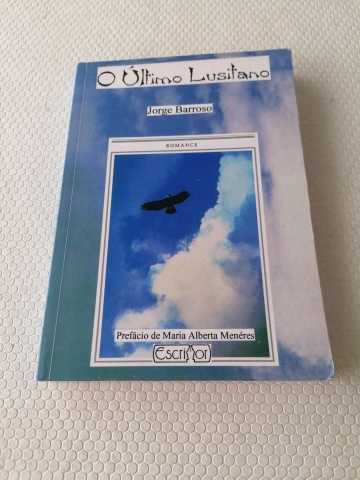 O Último Lusitano
Jorge Barroso
ROMANCE
Prefácio de Maria Alberta Menéres
Escritor